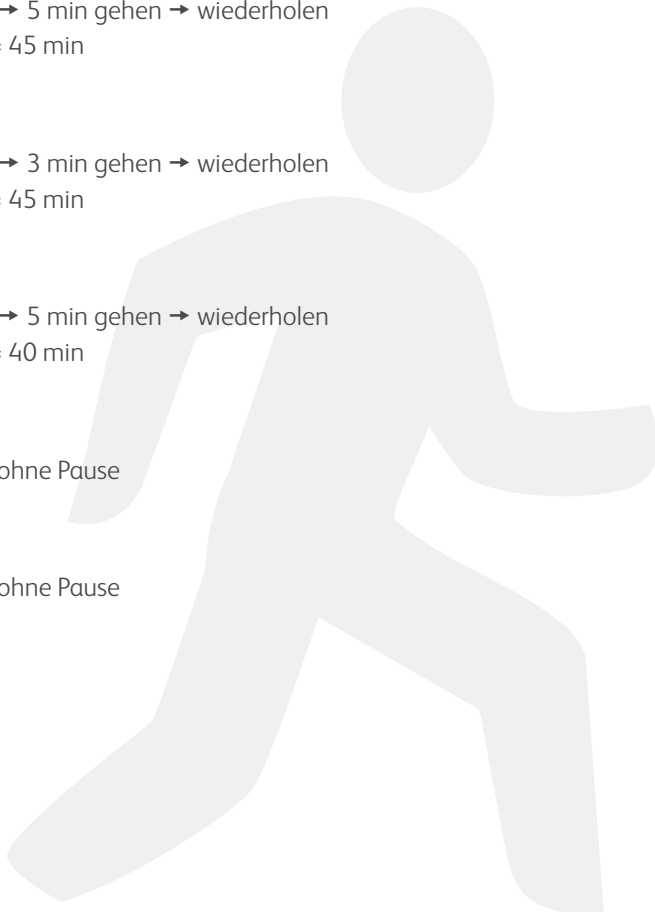 → 5 min gehen → wiederholen
45 min
→ 3 min gehen → wiederholen
45 min
→ 5 min gehen → wiederholen
40 min
ohne Pause
ohne Pause